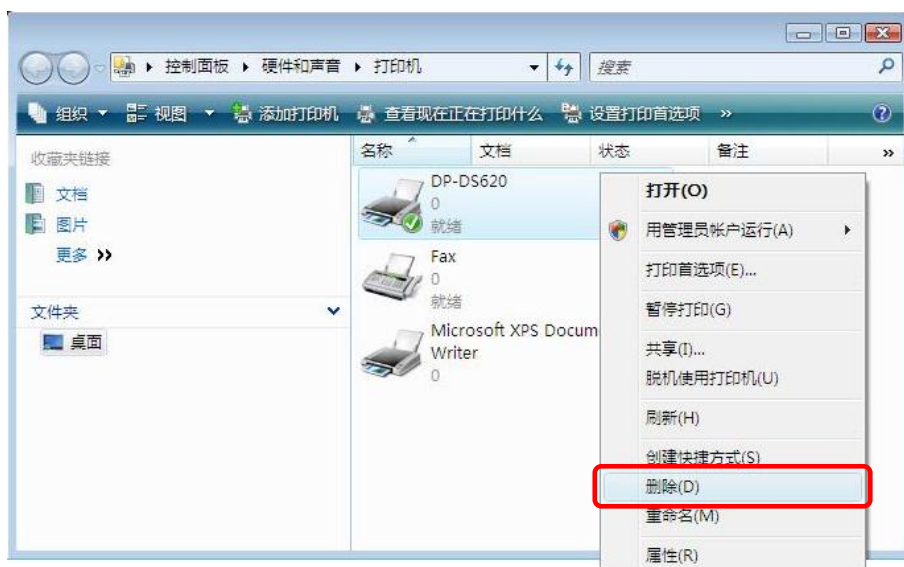 控制面板 ▸ 硬件和声音 ▸ 打印机
搜索
组织 视图 添加打印机 查看现在正在打印什么 设置打印首选项 »
收藏夹链接
文档
图片
更多 »
文件夹
桌面
名称 文档 状态 备注 »
DP-DS620
0
就绪
Fax
0
就绪
Microsoft XPS Docum
Writer
0
打开(O)
用管理员帐户运行(A)
打印首选项(E)...
暂停打印(G)
共享(I)...
脱机使用打印机(U)
刷新(H)
创建快捷方式(S)
删除(D)
重命名(M)
属性(R)